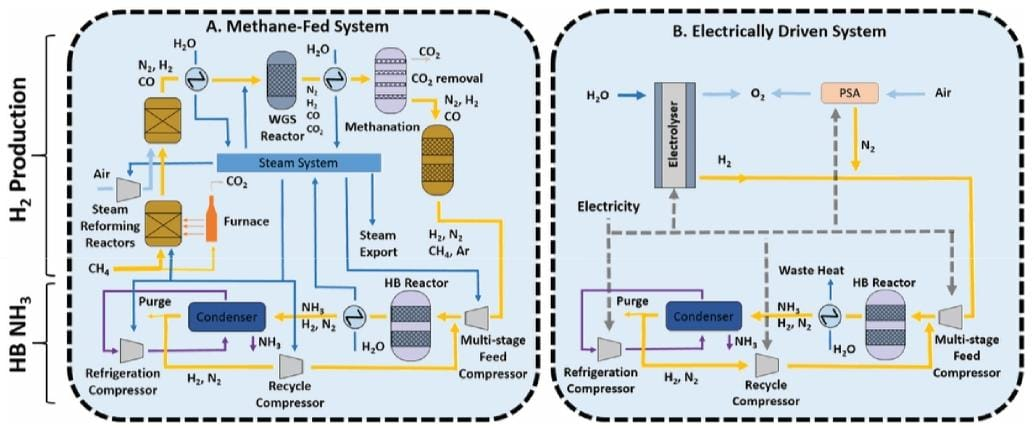 A. Methane-Fed System
H₂O
H₂O
N₂, H₂
CO
CO₂
CO₂ removal
N₂
H₂
CO
CO₂
WGS
Reactor
Methanation
N₂, H₂
CO
Steam System
Air
CO₂
Steam
Reforming
Reactors
Furnace
Steam
Export
H₂, N₂
CH₄, Ar
CH₄
H₂ Production
HB NH₃
Purge
Condenser
NH₃
H₂, N₂
HB Reactor
NH₃
H₂O
Multi-stage
Feed
Compressor
Refrigeration
Compressor
H₂, N₂
Recycle
Compressor
B. Electrically Driven System
H₂O
Electrolyser
O₂
PSA
Air
N₂
H₂
Electricity
Waste Heat
HB Reactor
Purge
Condenser
NH₃
H₂, N₂
NH₃
H₂O
Multi-stage
Feed
Compressor
Refrigeration
Compressor
H₂, N₂
Recycle
Compressor